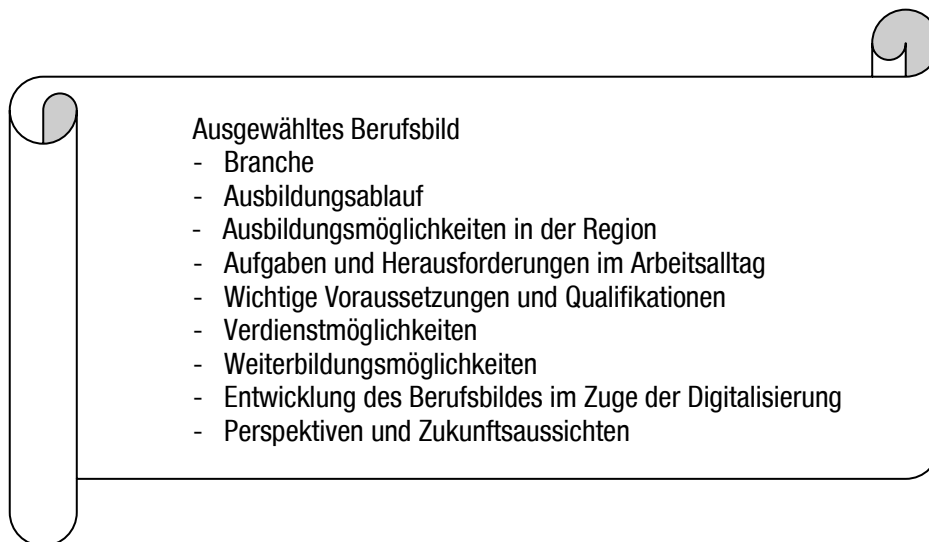 Ausgewähltes Berufsbild
- Branche
- Ausbildungsablauf
- Ausbildungsmöglichkeiten in der Region
- Aufgaben und Herausforderungen im Arbeitsalltag
- Wichtige Voraussetzungen und Qualifikationen
- Verdienstmöglichkeiten
- Weiterbildungsmöglichkeiten
- Entwicklung des Berufsbildes im Zuge der Digitalisierung
- Perspektiven und Zukunftsaussichten